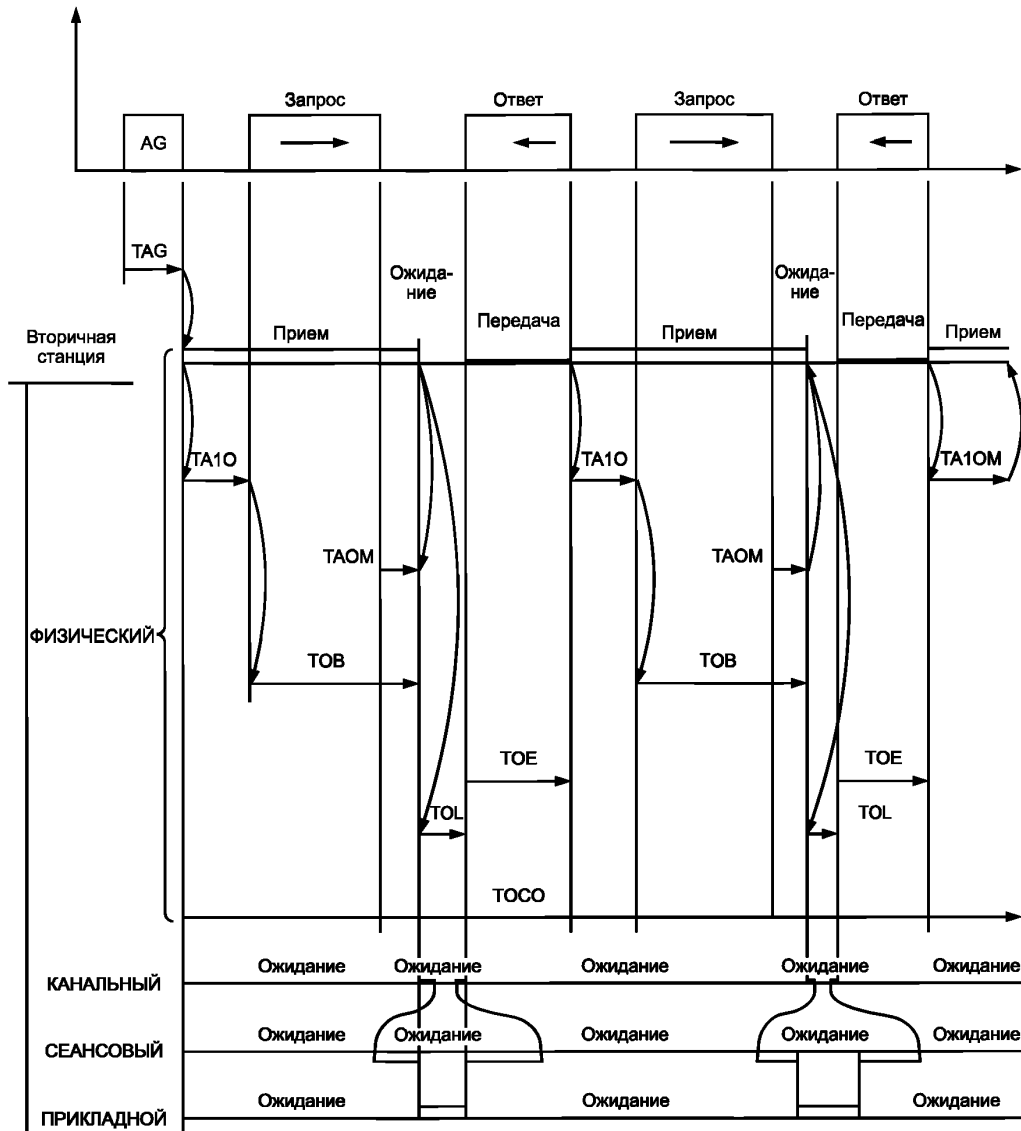 Запрос
Ответ
Запрос
Ответ
AG
TAG
Ожида-
ние
Ожида-
ние
Вторичная
станция
Прием
Передача
Прием
Передача
Прием
TA1O
TA1O
TA1OM
TAOM
TAOM
ФИЗИЧЕСКИЙ
TOB
TOB
TOE
TOE
TOL
TOL
TOCO
КАНАЛЬНЫЙ
Ожидание
Ожидание
Ожидание
Ожидание
Ожидание
СЕАНСОВЫЙ
Ожидание
Ожидание
Ожидание
Ожидание
Ожидание
ПРИКЛАДНОЙ
Ожидание
Ожидание
Ожидание